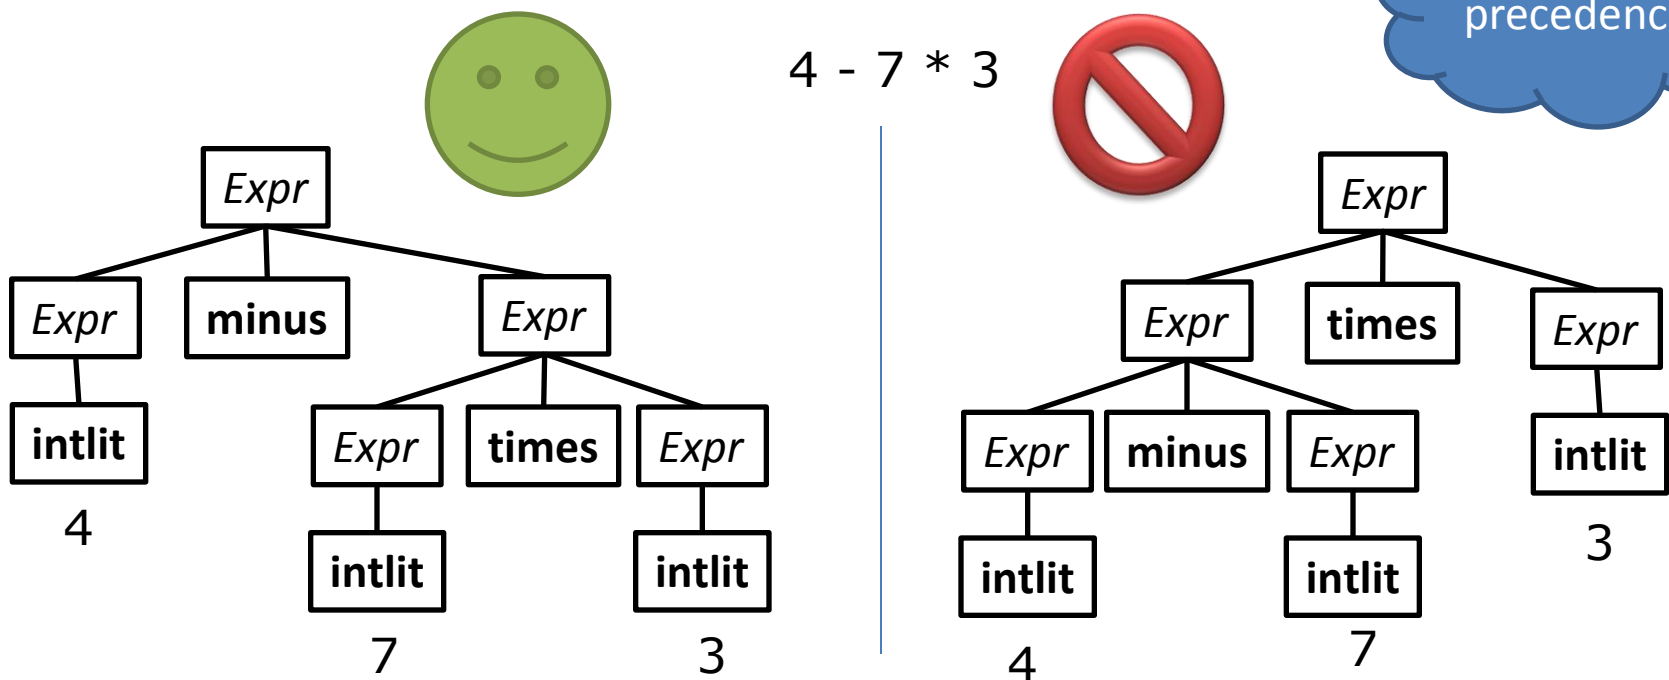 precedenc
4 - 7 * 3
Expr
Expr minus Expr
intlit Expr times Expr
4
intlit intlit
7 3
Expr
Expr times Expr
Expr minus Expr intlit
3
intlit intlit
4 7